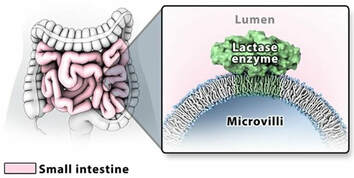 Lumen
Lactase
enzyme
Microvilli
Small intestine